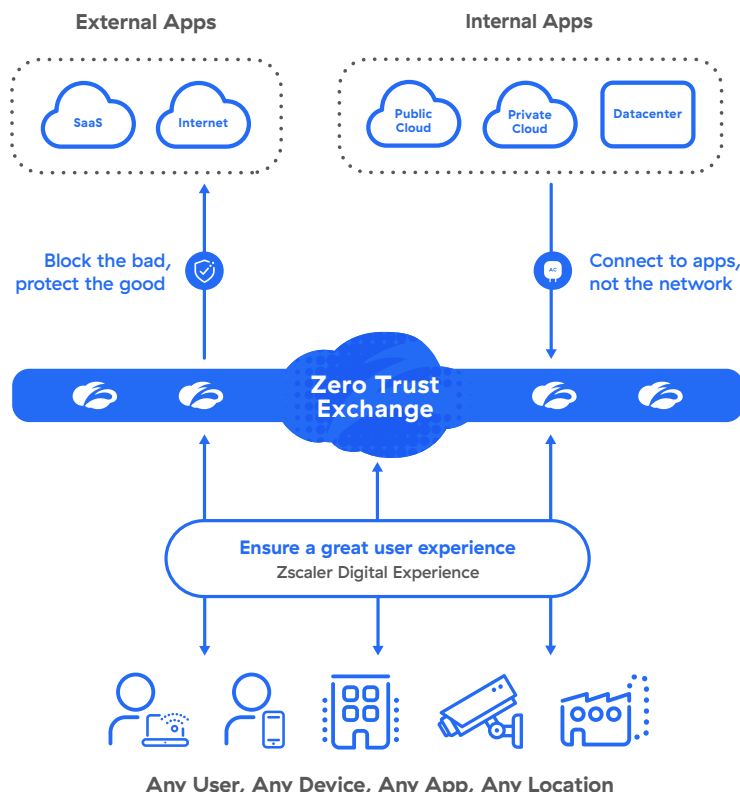 External Apps
Internal Apps
SaaS
Internet
Public
Cloud
Private
Cloud
Datacenter
Block the bad,
protect the good
AC
Connect to apps,
not the network
Zero Trust
Exchange
Ensure a great user experience
Zscaler Digital Experience
Any User, Any Device, Any App, Any Location